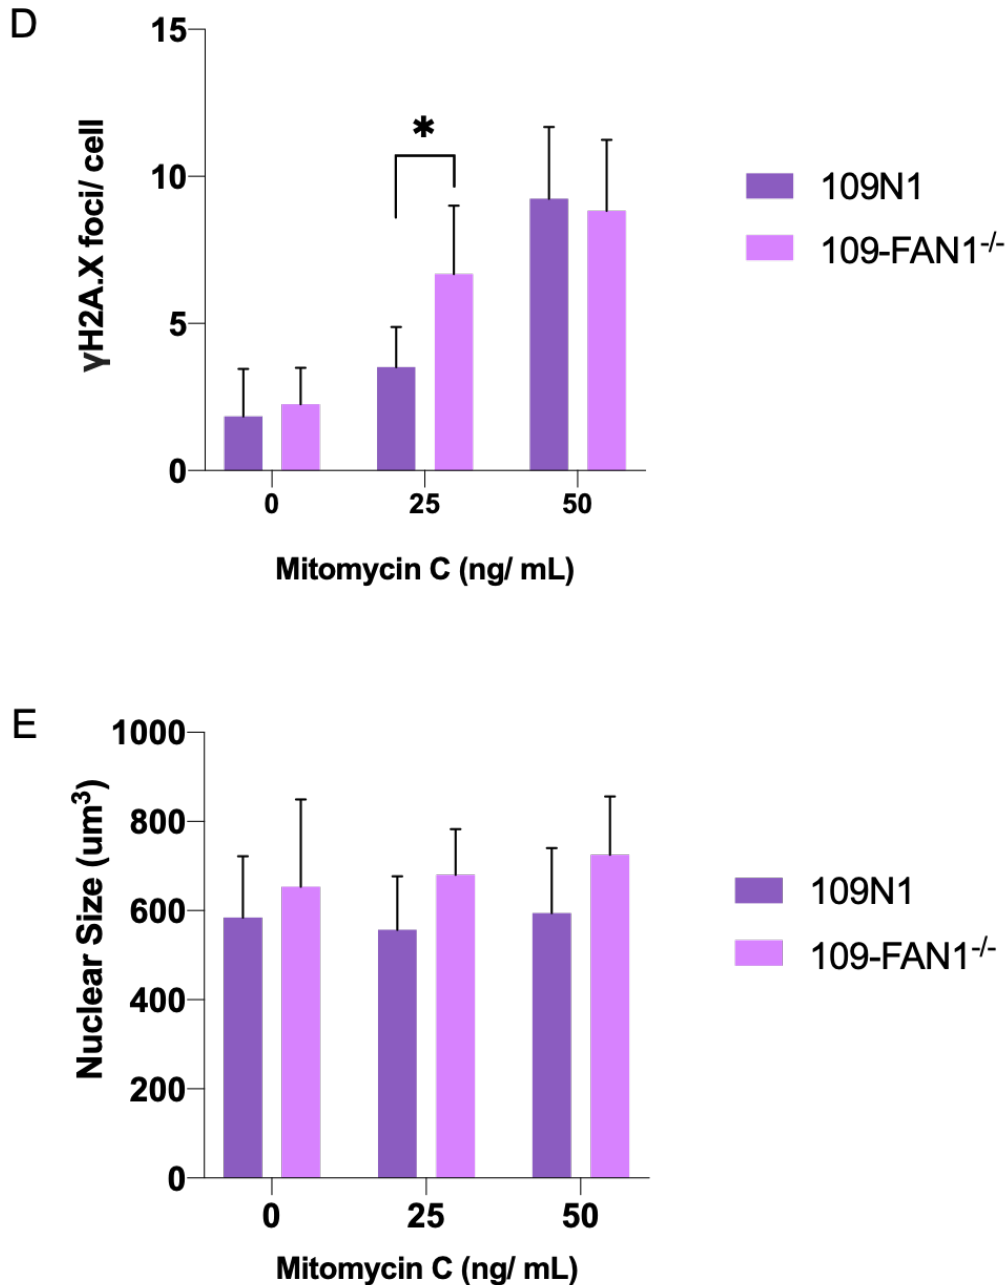 D
15
10
5
0
γH2A.X foci/ cell
*
0 25 50
Mitomycin C (ng/ mL)
109N1
109-FAN1-/-
E
1000
800
600
400
200
0
Nuclear Size (um3)
0 25 50
Mitomycin C (ng/ mL)
109N1
109-FAN1-/-